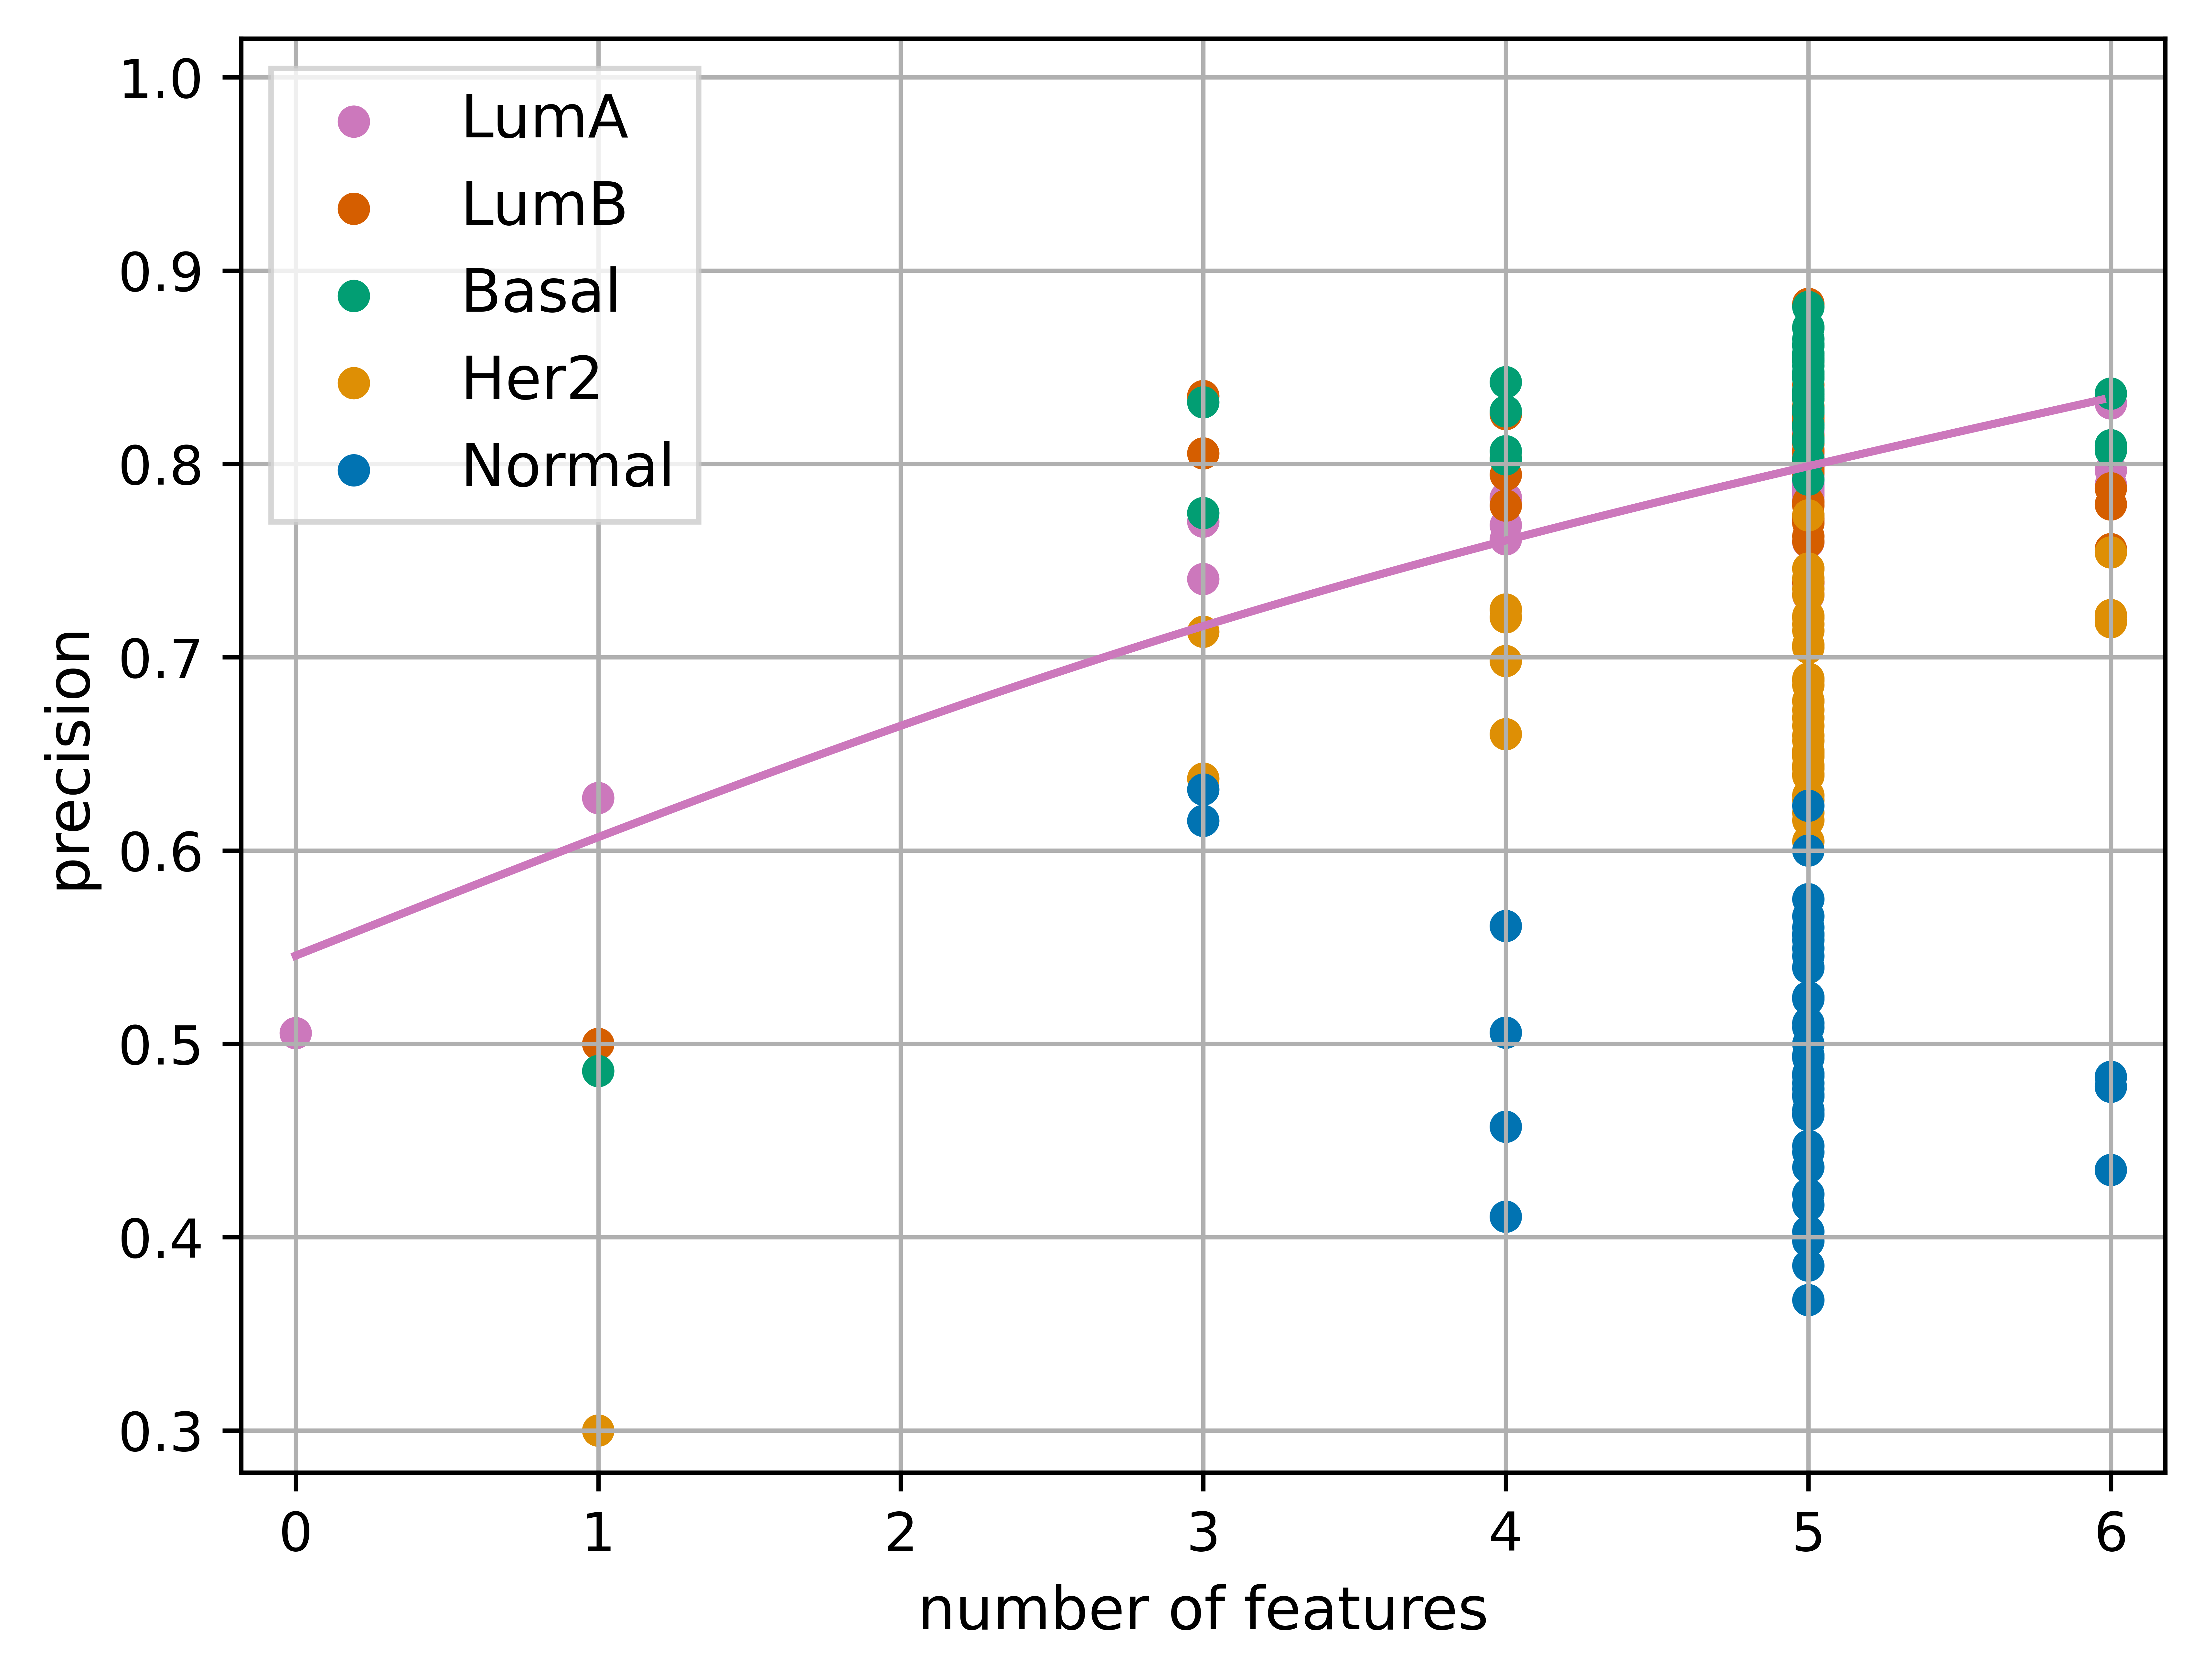 1.0
0.9
0.8
0.7
0.6
0.5
0.4
0.3
precision
LumA
LumB
Basal
Her2
Normal
0 1 2 3 4 5 6
number of features